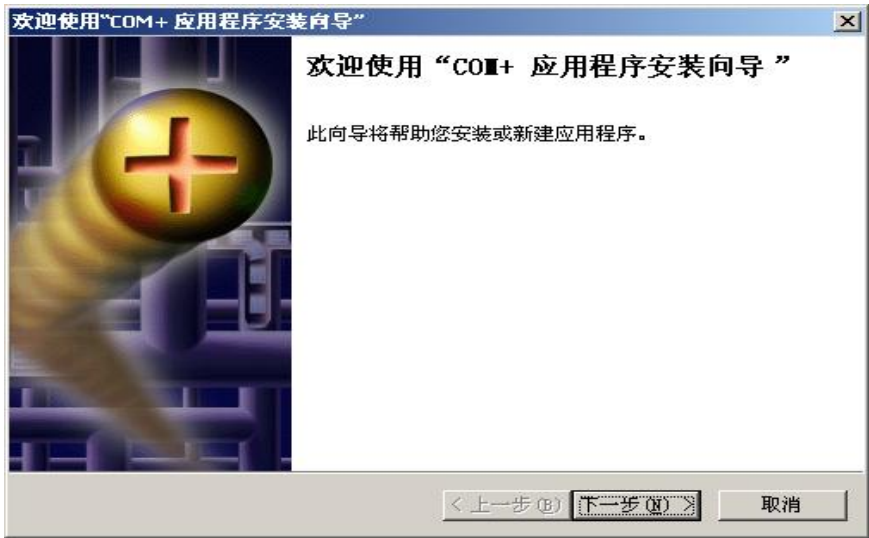 欢迎使用“COM+ 应用程序安装向导”
欢迎使用“COM+ 应用程序安装向导 ”
此向导将帮助您安装或新建应用程序。
< 上一步(B) 下一步(N) > 取消